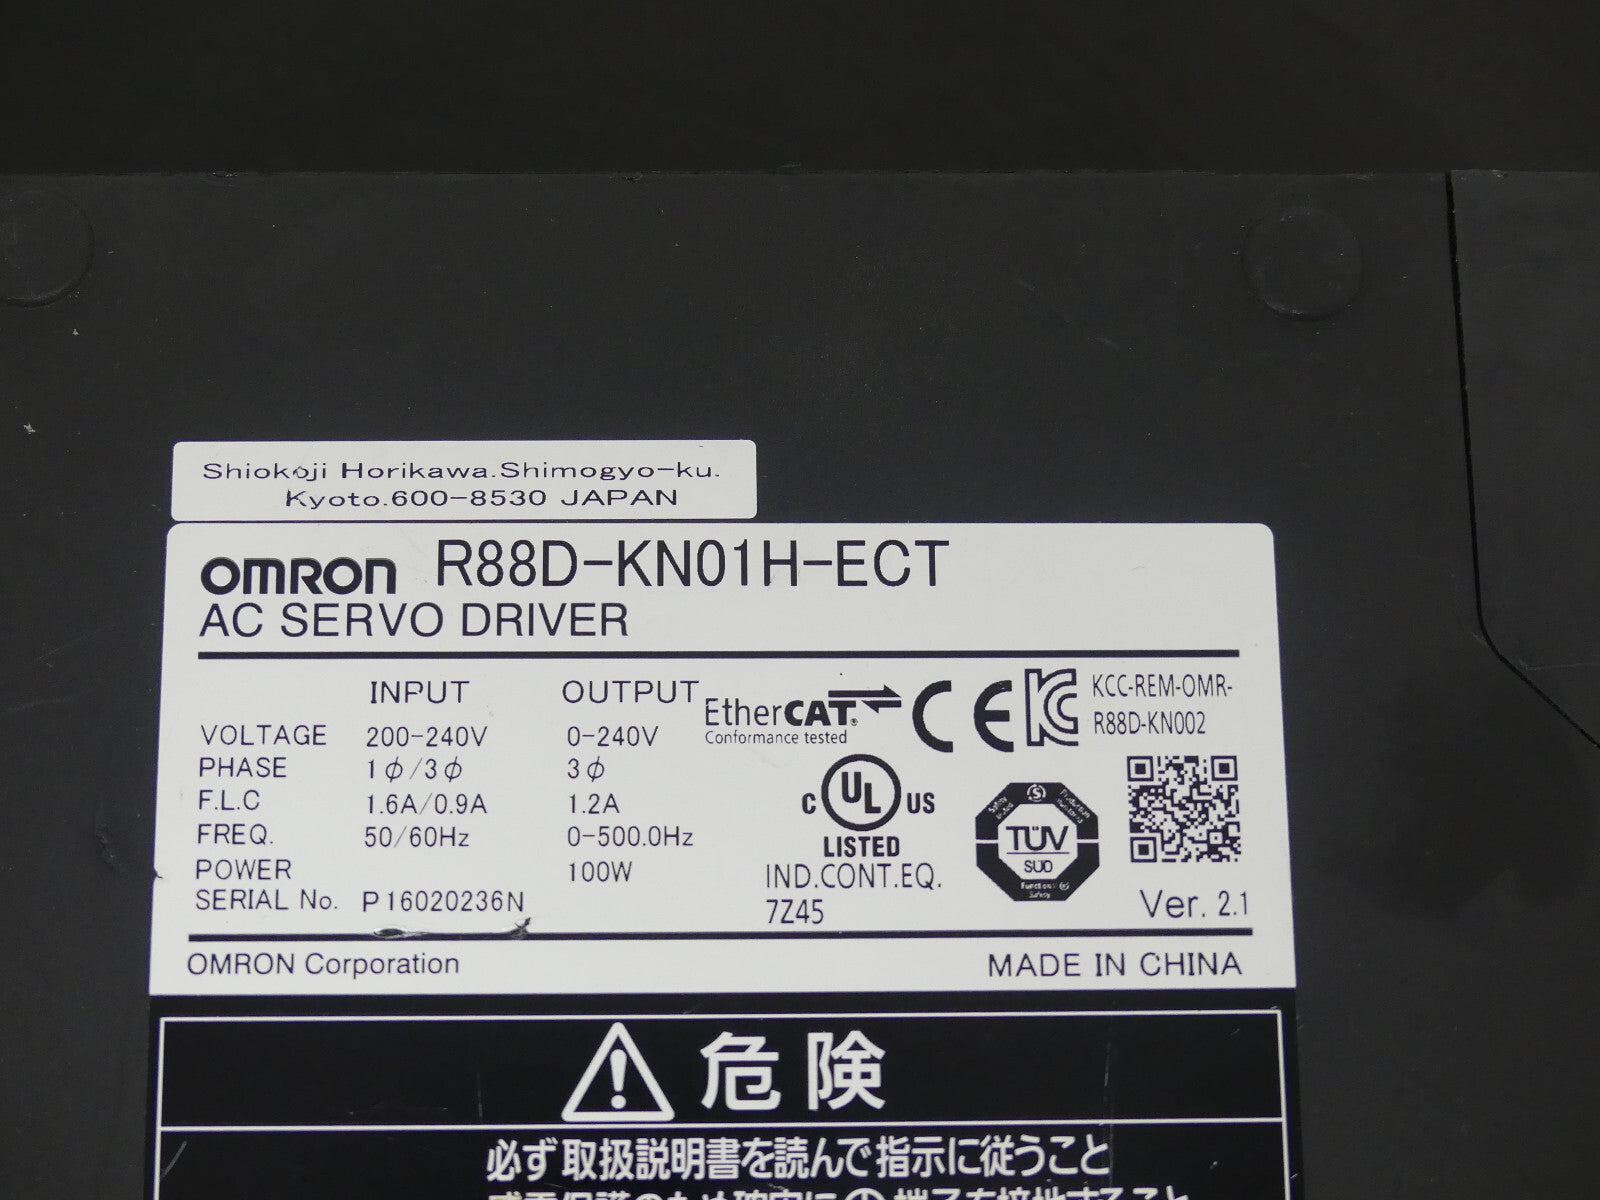 Shiokoji Horikawa.Shimogyo-ku.
Kyoto.600-8530 JAPAN
OMRON R88D-KN01H-ECT
AC SERVO DRIVER
INPUT OUTPUT
VOLTAGE 200-240V 0-240V
PHASE 1ϕ/3ϕ 3ϕ
F.L.C 1.6A/0.9A 1.2A
FREQ. 50/60Hz 0-500.0Hz
POWER 100W
SERIAL No. P16020236N
EtherCAT®
Conformance tested
CE
KC
KCC-REM-OMR-
R88D-KN002
C UL US
LISTED
IND.CONT.EQ.
7Z45
TÜV
SÜD
Ver. 2.1
OMRON Corporation MADE IN CHINA
危険
必ず取扱説明書を読んで指示に従うこと